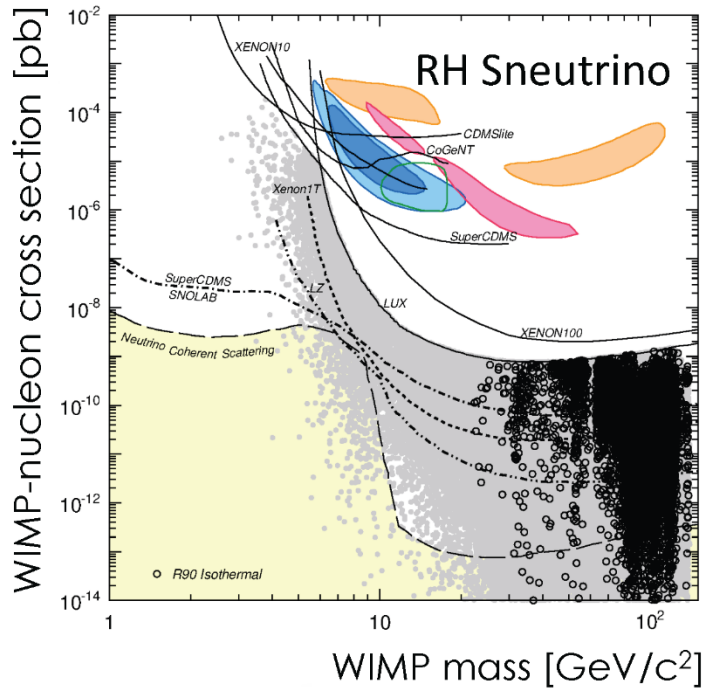 WIMP-nucleon cross section [pb]
10-2
10-4
10-6
10-8
10-10
10-12
10-14
RH Sneutrino
XENON10
CDMSlite
CoGeNT
Xenon1T
SuperCDMS
SuperCDMS
SNOLAB
LZ
LUX
XENON100
Neutrino Coherent Scattering
R90 Isothermal
1
10
10²
WIMP mass [GeV/c²]